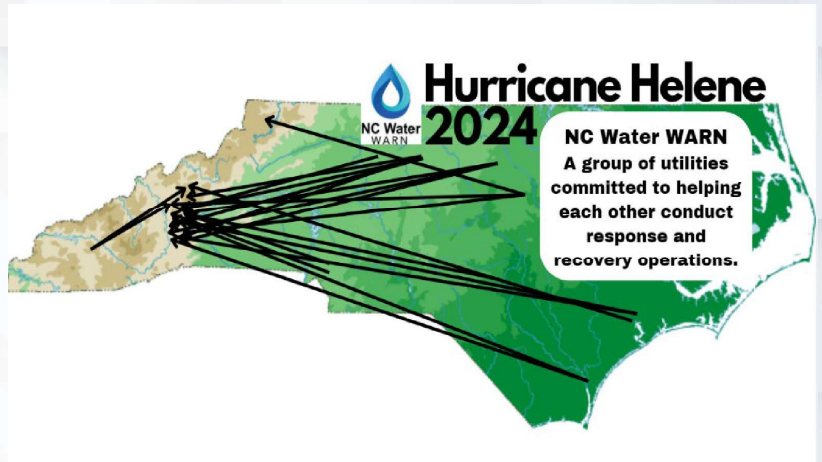 Hurricane Helene
2024
NC Water
WARN
NC Water WARN
A group of utilities
committed to helping
each other conduct
response and
recovery operations.